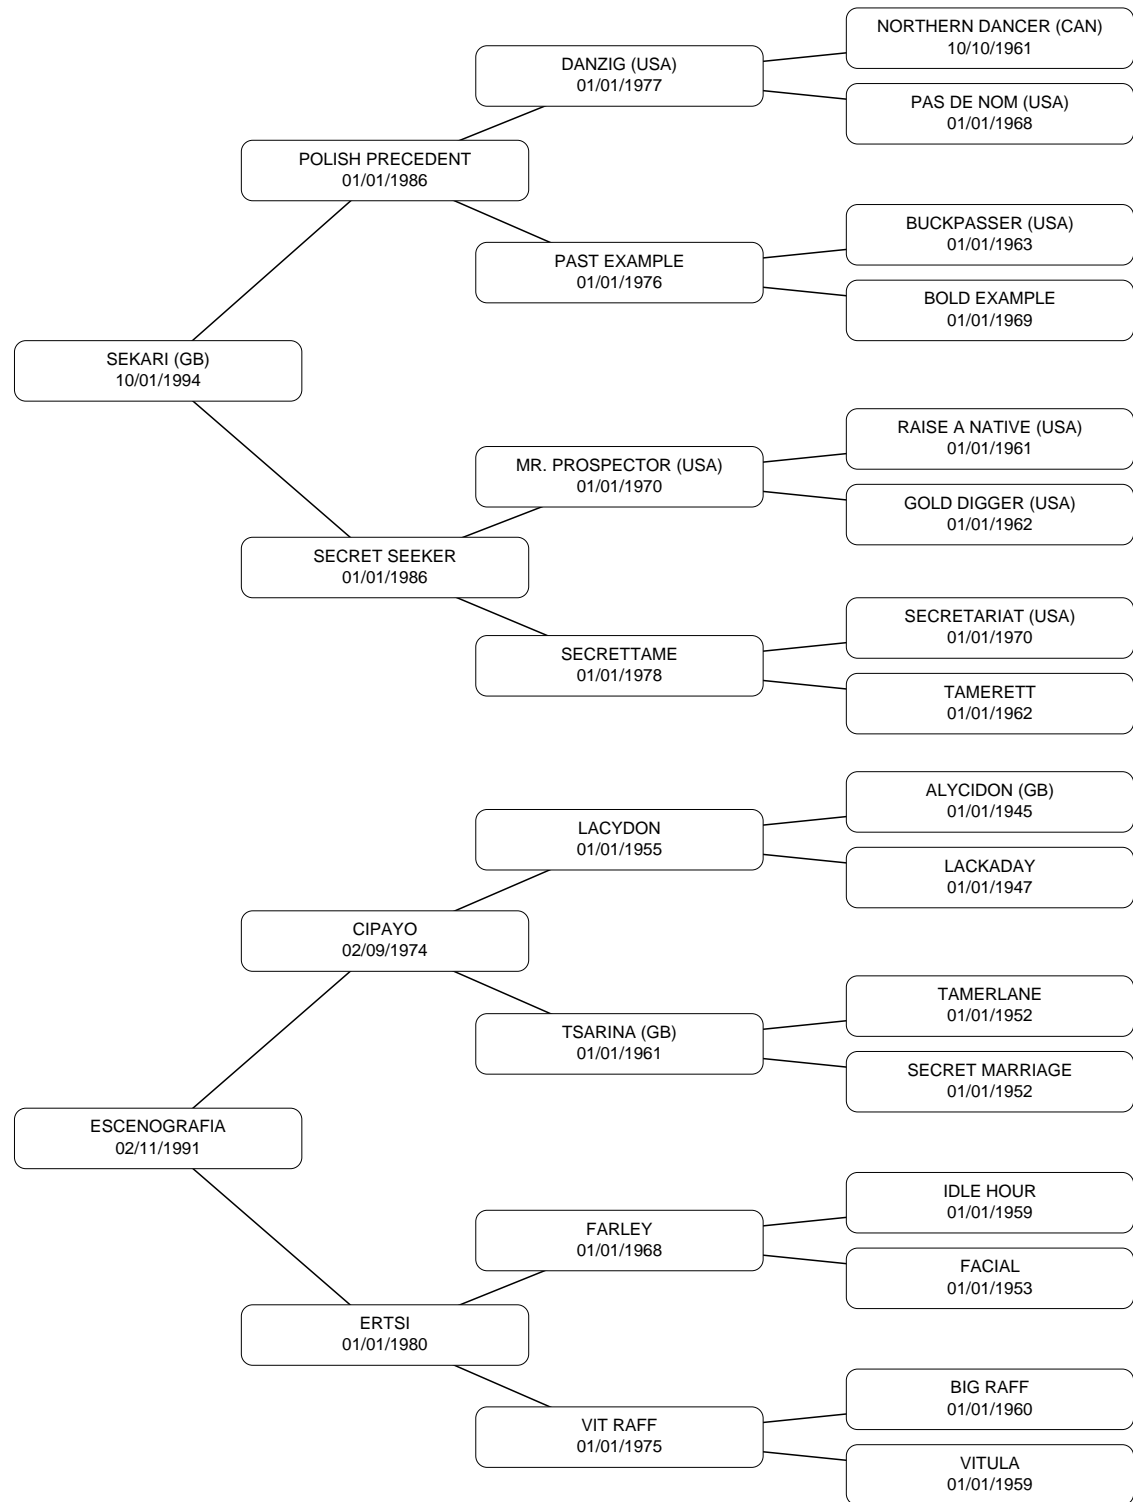 NORTHERN DANCER (CAN)
10/10/1961
DANZIG (USA)
01/01/1977
PAS DE NOM (USA)
01/01/1968
POLISH PRECEDENT
01/01/1986
BUCKPASSER (USA)
01/01/1963
PAST EXAMPLE
01/01/1976
BOLD EXAMPLE
01/01/1969
SEKARI (GB)
10/01/1994
RAISE A NATIVE (USA)
01/01/1961
MR. PROSPECTOR (USA)
01/01/1970
GOLD DIGGER (USA)
01/01/1962
SECRET SEEKER
01/01/1986
SECRETARIAT (USA)
01/01/1970
SECRETTAME
01/01/1978
TAMERETT
01/01/1962
ALYCIDON (GB)
01/01/1945
LACYDON
01/01/1955
LACKADAY
01/01/1947
CIPAYO
02/09/1974
TAMERLANE
01/01/1952
TSARINA (GB)
01/01/1961
SECRET MARRIAGE
01/01/1952
ESCENOGRAFIA
02/11/1991
IDLE HOUR
01/01/1959
FARLEY
01/01/1968
FACIAL
01/01/1953
ERTSI
01/01/1980
BIG RAFF
01/01/1960
VIT RAFF
01/01/1975
VITULA
01/01/1959